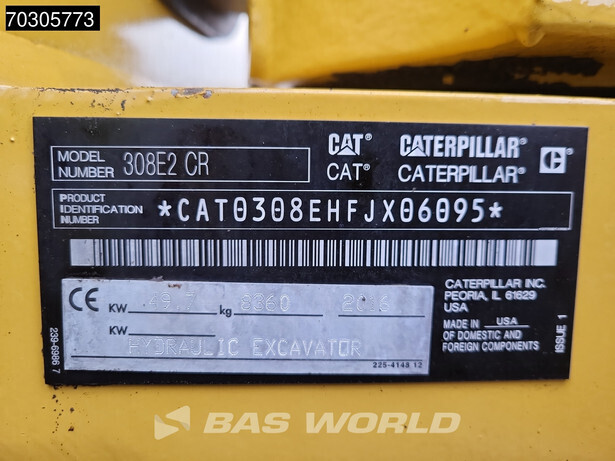 70305773
MODEL NUMBER 308E2 CR
CAT® CATERPILLAR®
CAT® CATERPILLAR®
PRODUCT IDENTIFICATION NUMBER *CAT0308EHFJX06095*
CE KW kg
KW
HYDRAULIC EXCAVATOR
225-4148 12
CATERPILLAR INC.
PEORIA, IL 61629
USA
MADE IN USA
OF DOMESTIC AND
FOREIGN COMPONENTS
ISSUE 1
239-6986 7
BAS WORLD